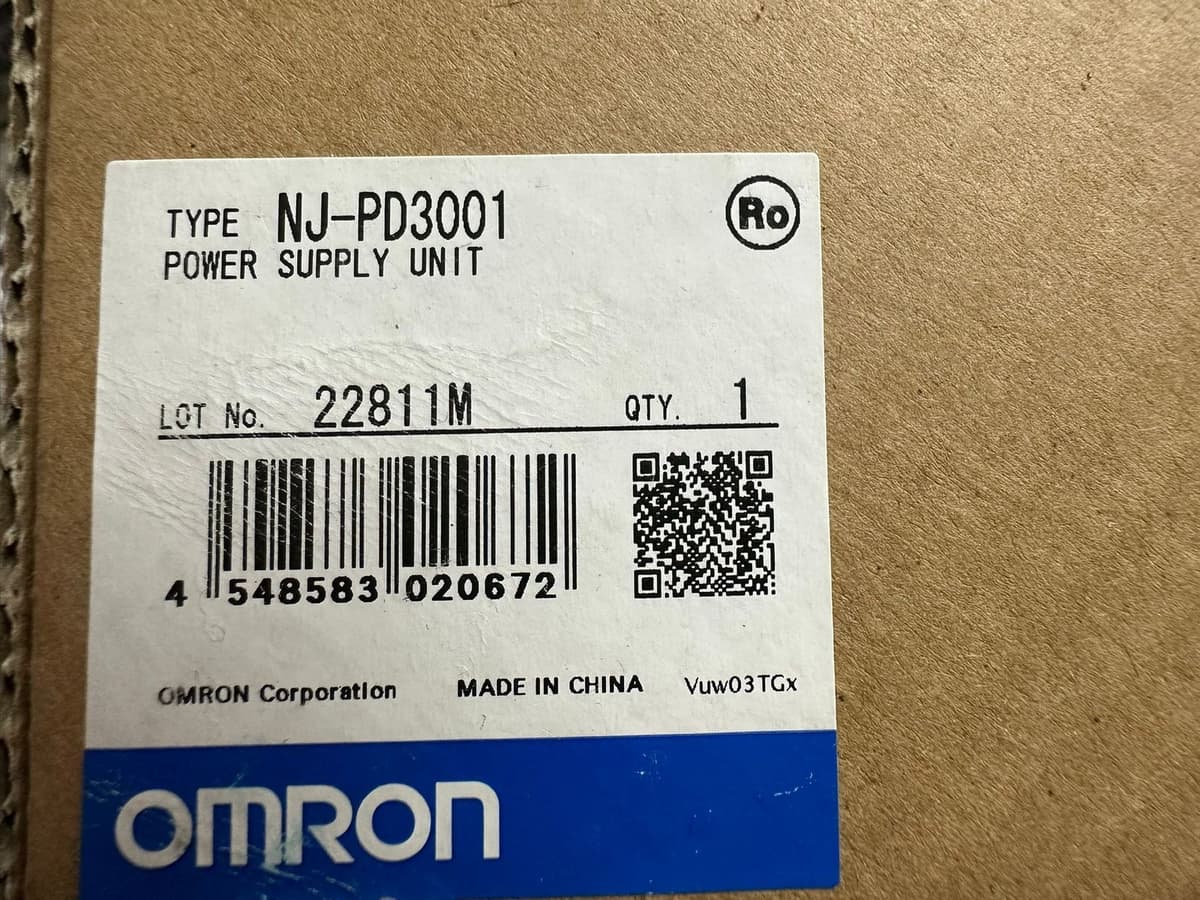 TYPE NJ-PD3001
Ro
POWER SUPPLY UNIT
LOT No. 22811M QTY. 1
4 548583 020672
OMRON Corporation MADE IN CHINA Vuw03TGx
OMRON